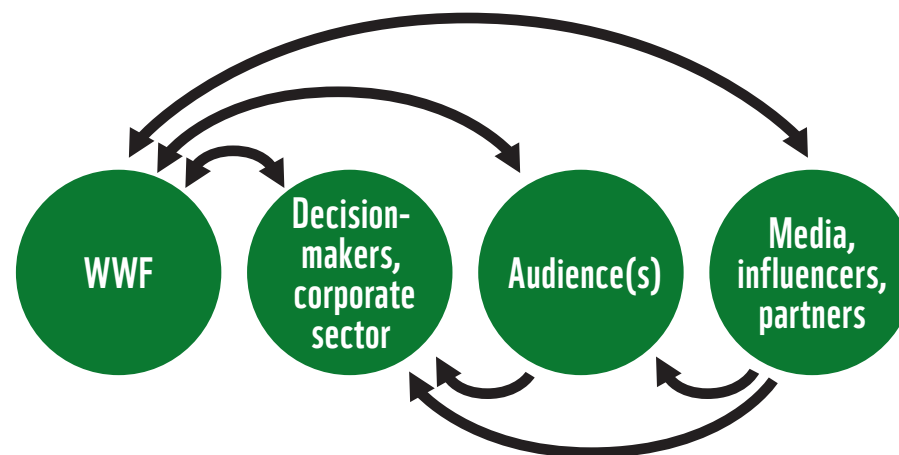 WWF
Decision-
makers,
corporate
sector
Audience(s)
Media,
influencers,
partners